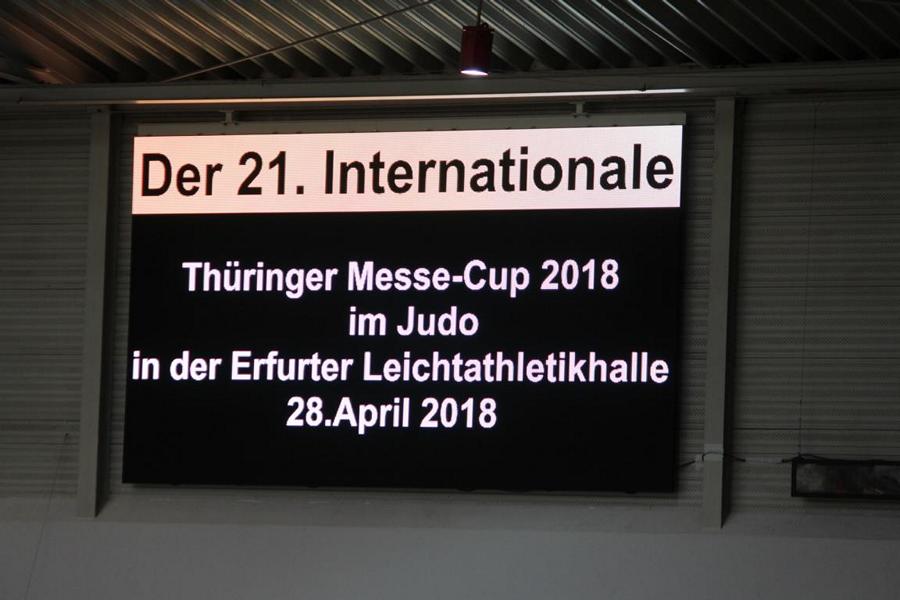 Der 21. Internationale
Thüringer Messe-Cup 2018
im Judo
in der Erfurter Leichtathletikhalle
28.April 2018